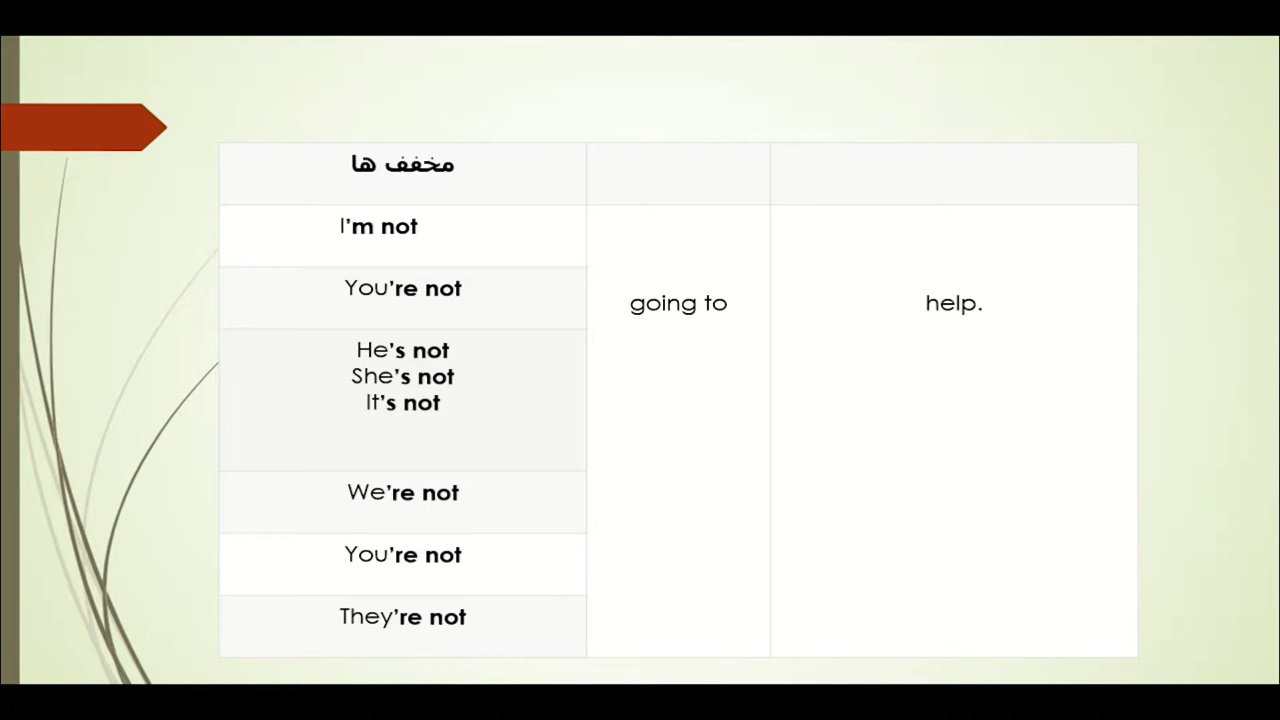 مخفف ها
I’m not
You’re not
going to
help.
He’s not
She’s not
It’s not
We’re not
You’re not
They’re not